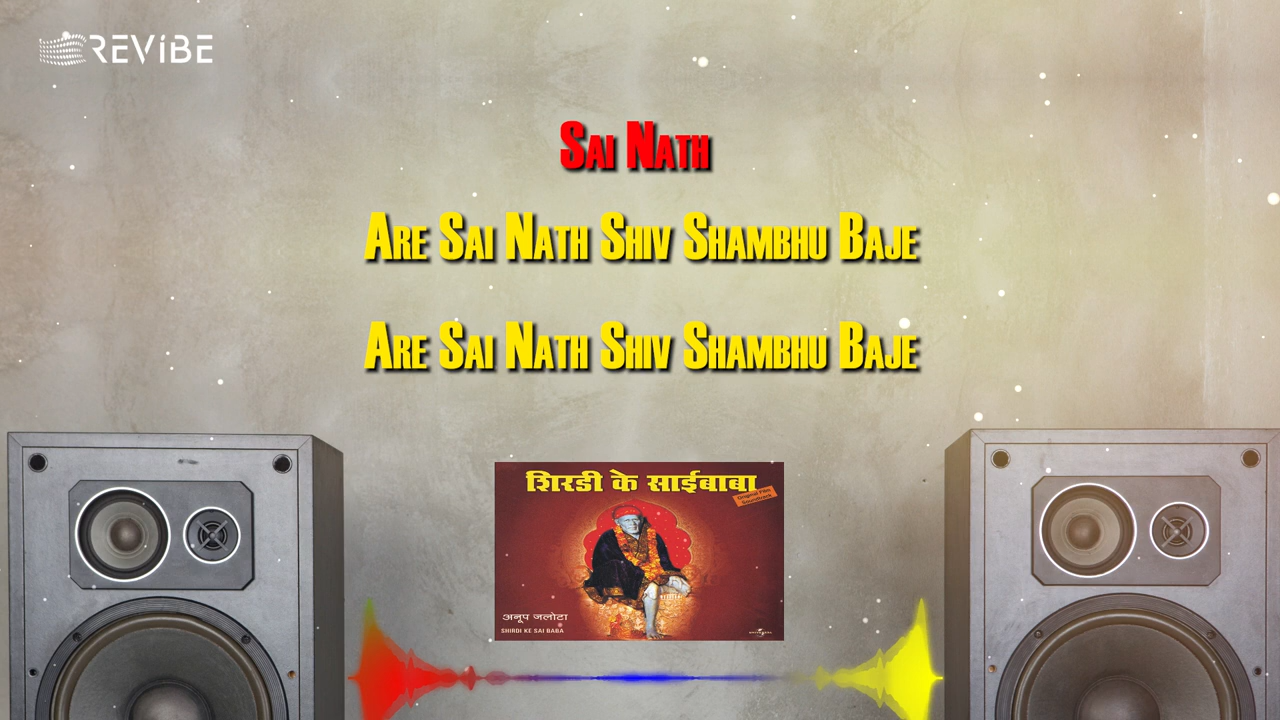 REViBE
Sai Nath
Are Sai Nath Shiv Shambhu Baje
Are Sai Nath Shiv Shambhu Baje
शिरडी के साईबाबा
अनूप जलोटा
SHIRDI KE SAI BABA